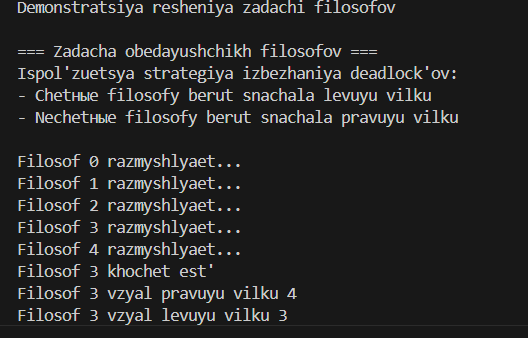 Demonstratsiya resheniya zadachi filosofov
=== Zadacha obedayushchikh filosofov ===
Ispol'zuetsya strategiya izbezhaniya deadlock'ov:
- Chetные filosofy berut snachala levuyu vilku
- Nechetные filosofy berut snachala pravuyu vilku
Filosof 0 razmyshlyaet...
Filosof 1 razmyshlyaet...
Filosof 2 razmyshlyaet...
Filosof 3 razmyshlyaet...
Filosof 4 razmyshlyaet...
Filosof 3 khochet est'
Filosof 3 vzyal pravuyu vilku 4
Filosof 3 vzyal levuyu vilku 3